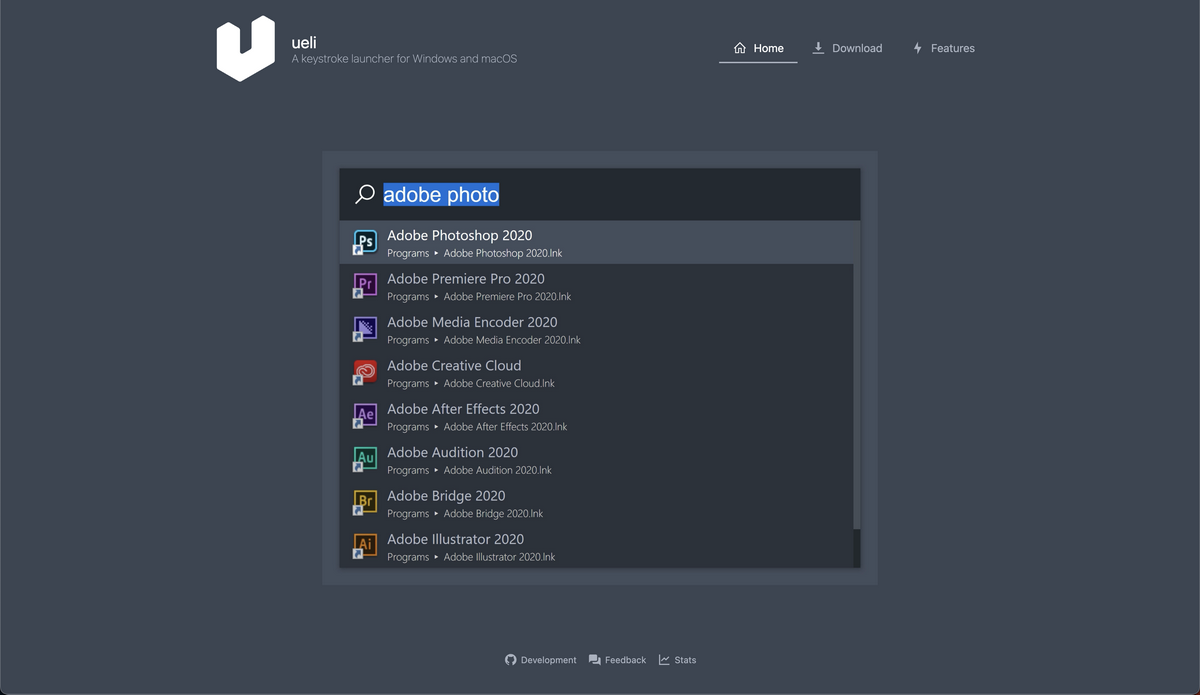 ueli
A keystroke launcher for Windows and macOS
Home
Download
Features
adobe photo
Ps
Adobe Photoshop 2020
Programs ▸ Adobe Photoshop 2020.lnk
Pr
Adobe Premiere Pro 2020
Programs ▸ Adobe Premiere Pro 2020.lnk
Adobe Media Encoder 2020
Programs ▸ Adobe Media Encoder 2020.lnk
Adobe Creative Cloud
Programs ▸ Adobe Creative Cloud.lnk
Ae
Adobe After Effects 2020
Programs ▸ Adobe After Effects 2020.lnk
Au
Adobe Audition 2020
Programs ▸ Adobe Audition 2020.lnk
Br
Adobe Bridge 2020
Programs ▸ Adobe Bridge 2020.lnk
Ai
Adobe Illustrator 2020
Programs ▸ Adobe Illustrator 2020.lnk
Development
Feedback
Stats